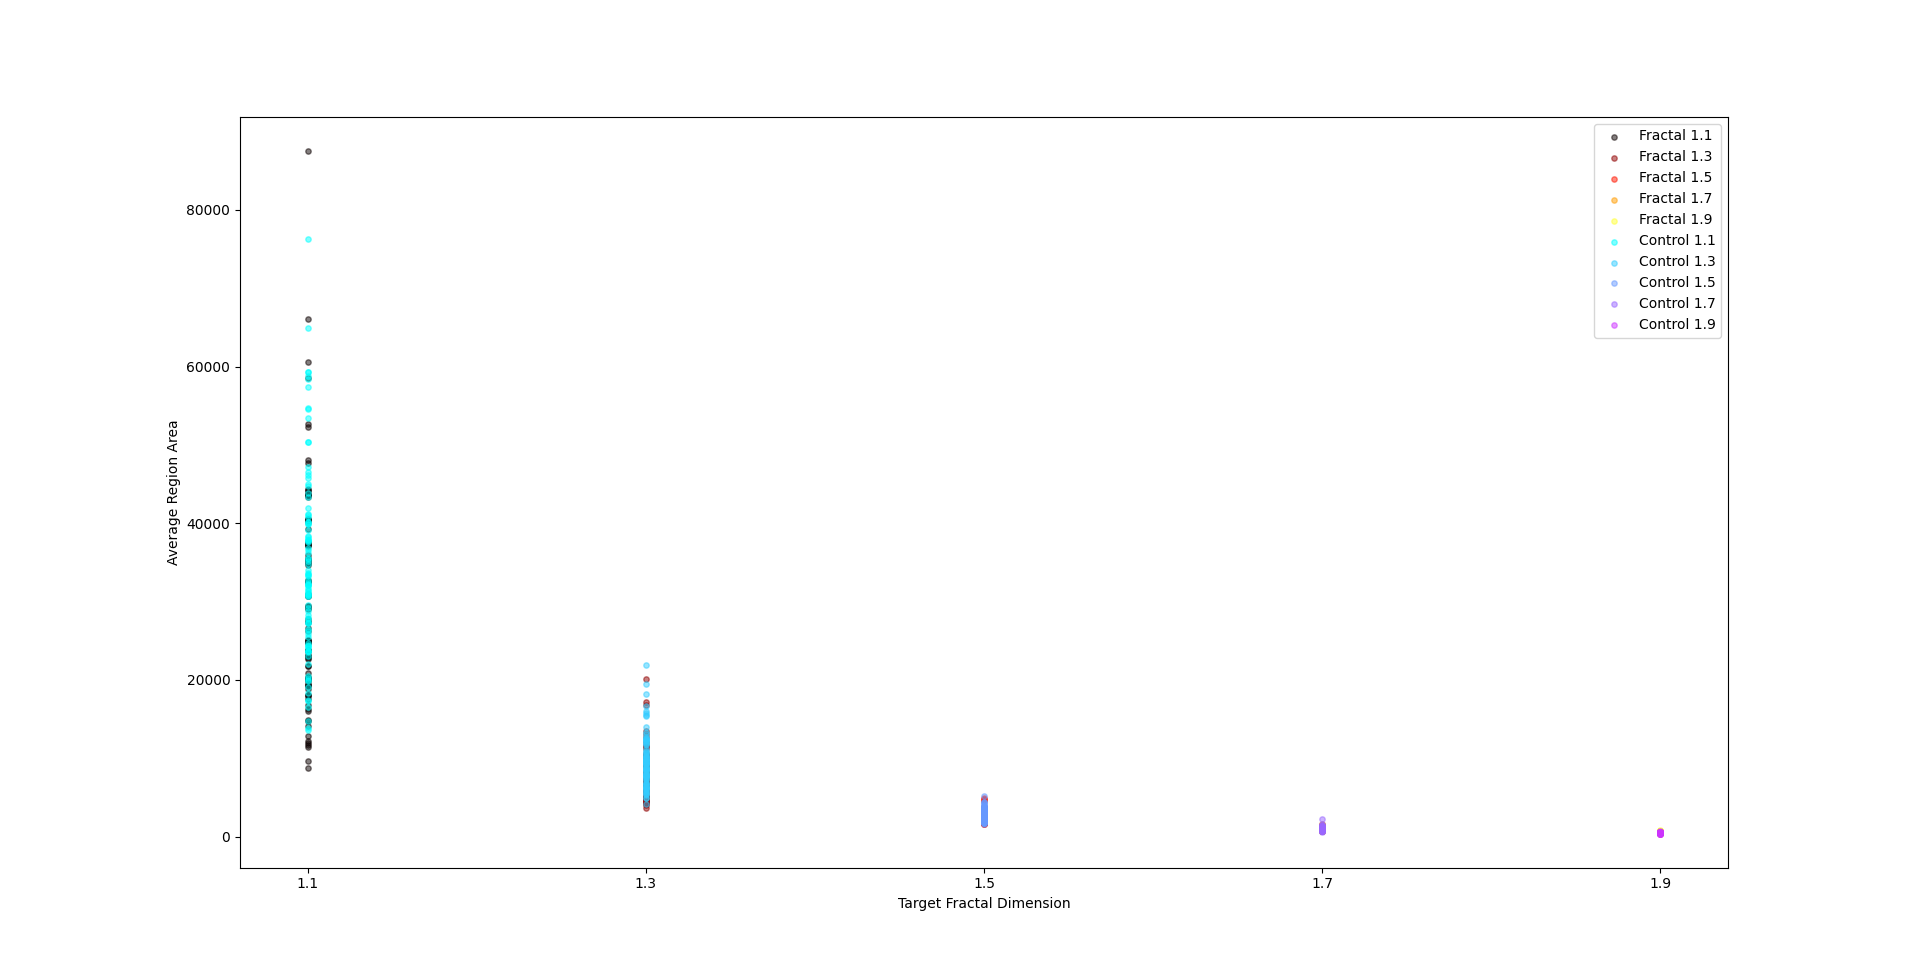 Fractal 1.1
Fractal 1.3
Fractal 1.5
Fractal 1.7
Fractal 1.9
Control 1.1
Control 1.3
Control 1.5
Control 1.7
Control 1.9
80000
60000
40000
20000
0
Average Region Area
1.1 1.3 1.5 1.7 1.9
Target Fractal Dimension